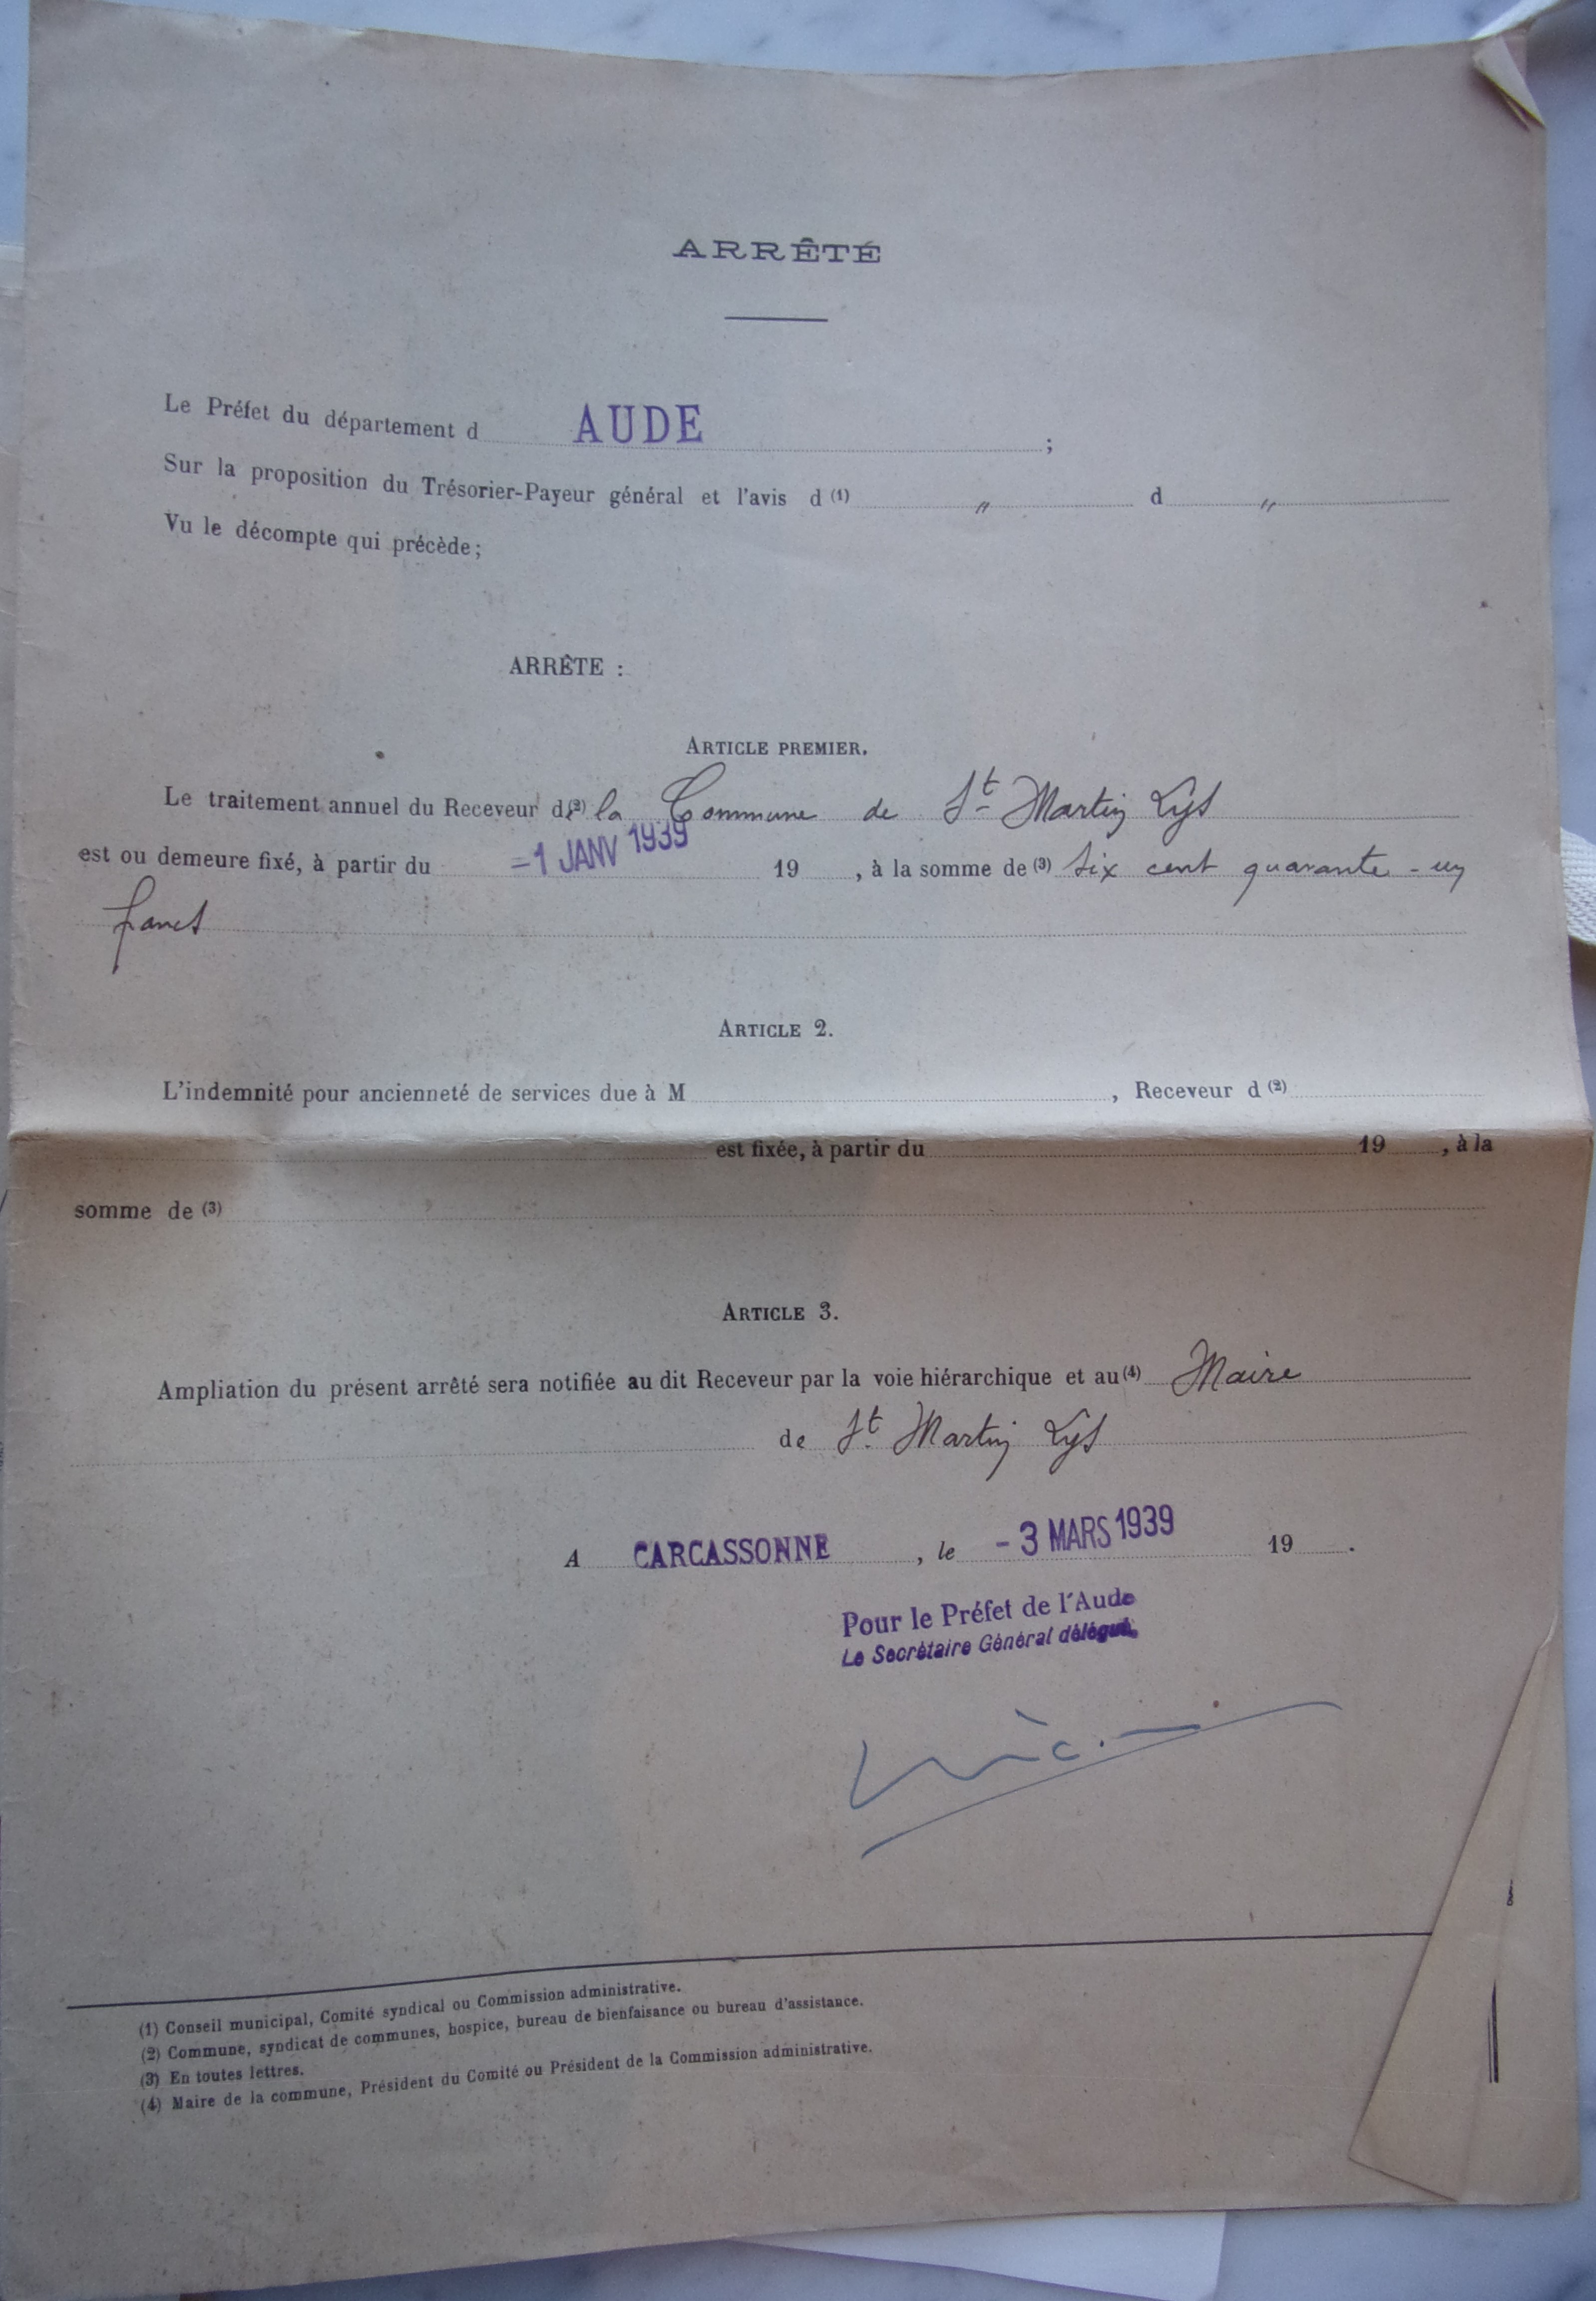 ARRÊTÉ
Le Préfet du département d AUDE ;
Sur la proposition du Trésorier-Payeur général et l'avis d (1) " d "
Vu le décompte qui précède ;
ARRÊTE :
ARTICLE PREMIER.
Le traitement annuel du Receveur d (2) la Commune de St Martin Lys
est ou demeure fixé, à partir du -1 JANV 1939 19 , à la somme de (3) six cent quarante-un
francs
ARTICLE 2.
L'indemnité pour ancienneté de services due à M , Receveur d (2)
est fixée, à partir du 19 , à la
somme de (3)
ARTICLE 3.
Ampliation du présent arrêté sera notifiée au dit Receveur par la voie hiérarchique et au (4) Maire
de St Martin Lys
A CARCASSONNE , le - 3 MARS 1939 19 .
Pour le Préfet de l'Aude
Le Secrétaire Général délégué,
(1) Conseil municipal, Comité syndical ou Commission administrative.
(2) Commune, syndicat de communes, hospice, bureau de bienfaisance ou bureau d'assistance.
(3) En toutes lettres.
(4) Maire de la commune, Président du Comité ou Président de la Commission administrative.